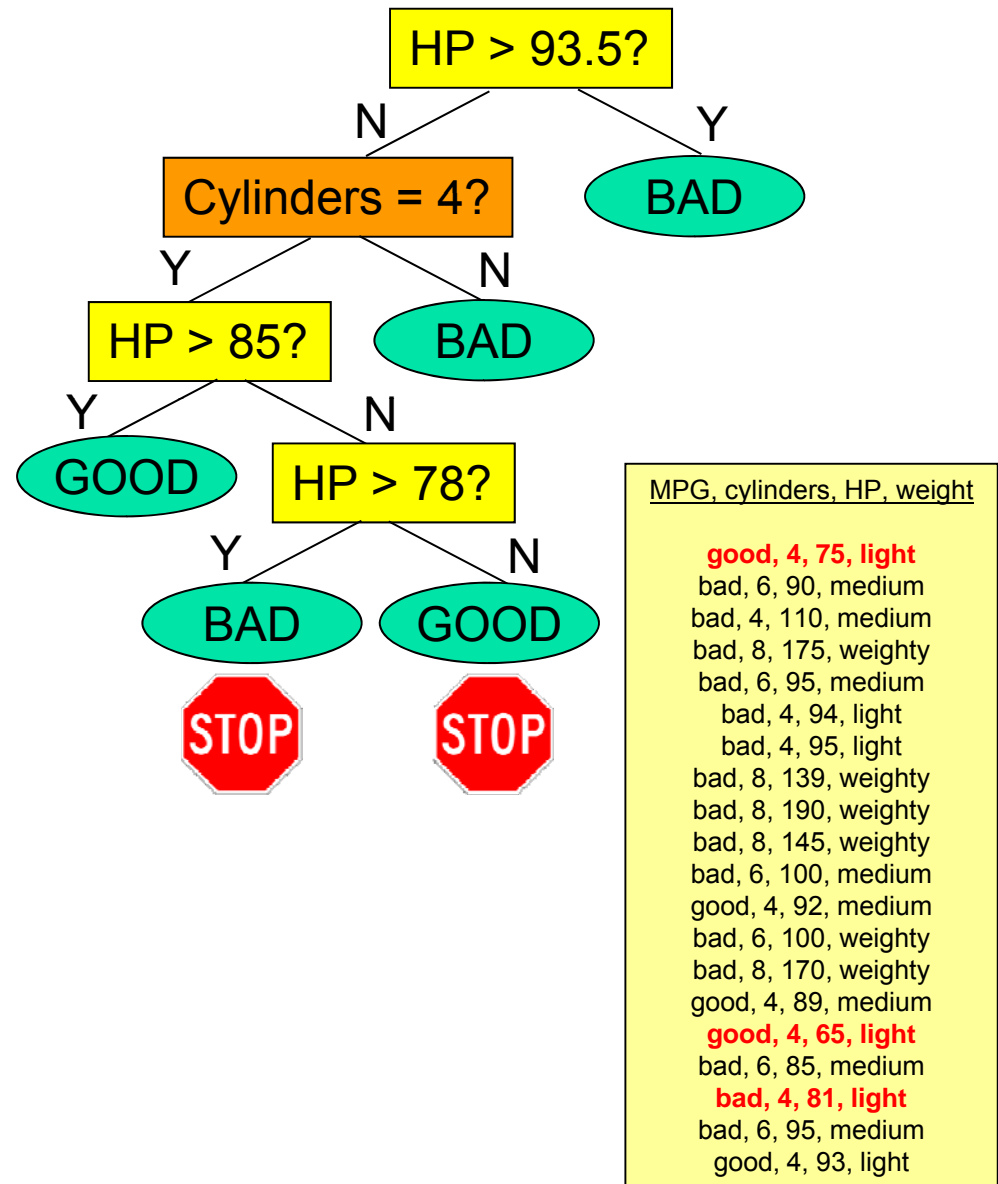 HP > 93.5?
N
Y
Cylinders = 4?
BAD
Y
N
HP > 85?
BAD
Y
N
GOOD
HP > 78?
Y
N
BAD
GOOD
STOP
STOP
MPG, cylinders, HP, weight
good, 4, 75, light
bad, 6, 90, medium
bad, 4, 110, medium
bad, 8, 175, weighty
bad, 6, 95, medium
bad, 4, 94, light
bad, 4, 95, light
bad, 8, 139, weighty
bad, 8, 190, weighty
bad, 8, 145, weighty
bad, 6, 100, medium
good, 4, 92, medium
bad, 6, 100, weighty
bad, 8, 170, weighty
good, 4, 89, medium
good, 4, 65, light
bad, 6, 85, medium
bad, 4, 81, light
bad, 6, 95, medium
good, 4, 93, light